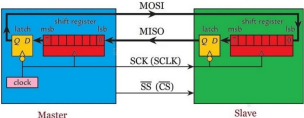 MOSI
shift register
latch msb lsb
Q D
MISO
SCK (SCLK)
clock
SS (CS)
shift register
latch msb lsb
Q D
Master
Slave